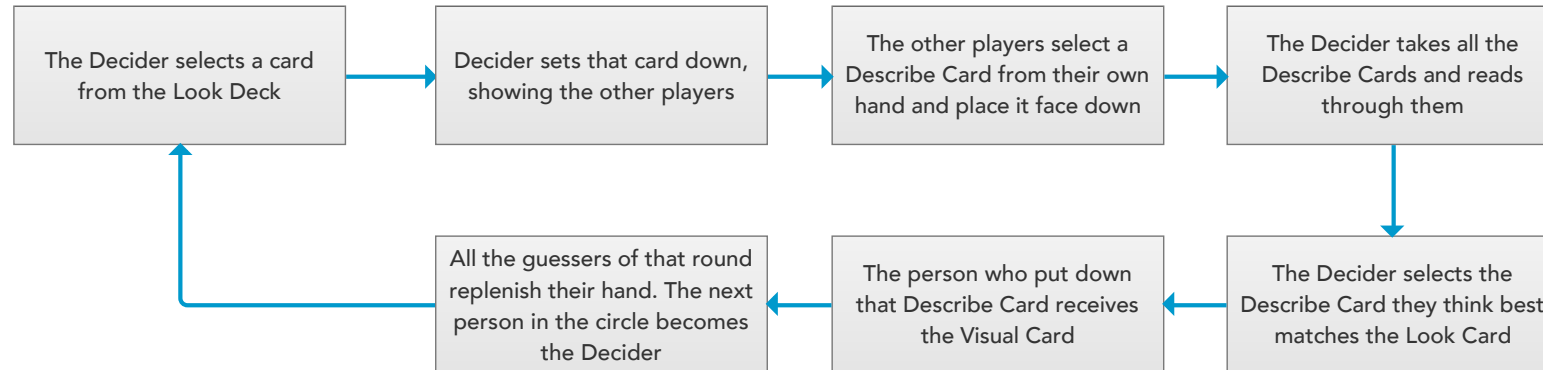 The Decider selects a card
from the Look Deck
Decider sets that card down,
showing the other players
The other players select a
Describe Card from their own
hand and place it face down
The Decider takes all the
Describe Cards and reads
through them
The Decider selects the
Describe Card they think best
matches the Look Card
The person who put down
that Describe Card receives
the Visual Card
All the guessers of that round
replenish their hand. The next
person in the circle becomes
the Decider